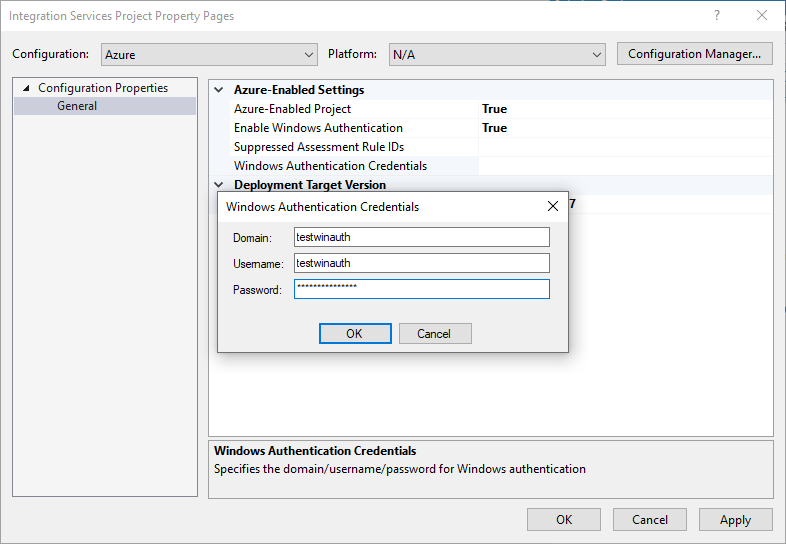 Integration Services Project Property Pages
Configuration: Azure Platform: N/A Configuration Manager...
Configuration Properties
General
Azure-Enabled Settings
Azure-Enabled Project True
Enable Windows Authentication True
Suppressed Assessment Rule IDs
Windows Authentication Credentials
Deployment Target Version
7
Windows Authentication Credentials
Domain: testwinauth
Username: testwinauth
Password: ***************
OK Cancel
Windows Authentication Credentials
Specifies the domain/username/password for Windows authentication
OK Cancel Apply